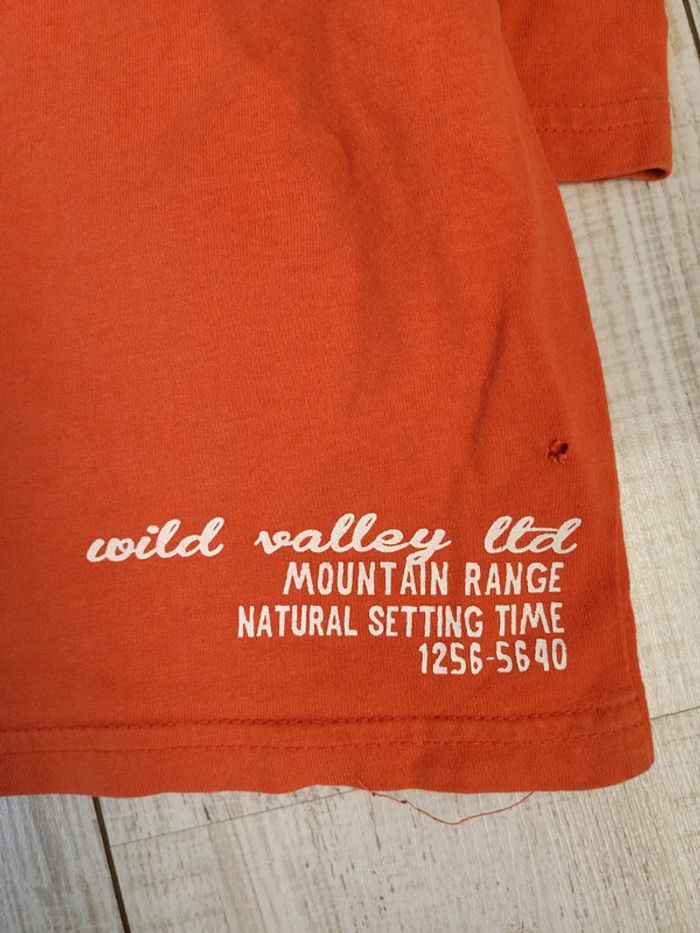 wild valley ltd
MOUNTAIN RANGE
NATURAL SETTING TIME
1256-5640